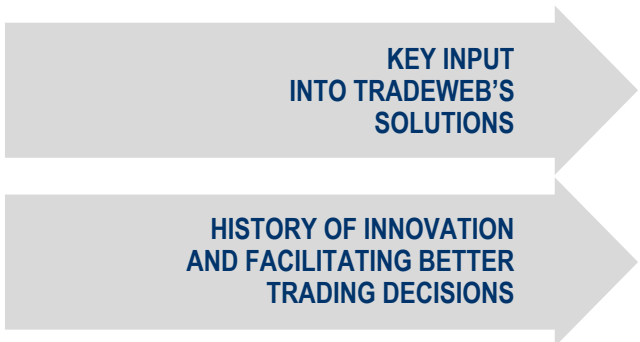 KEY INPUT
INTO TRADEWEB’S
SOLUTIONS
HISTORY OF INNOVATION
AND FACILITATING BETTER
TRADING DECISIONS